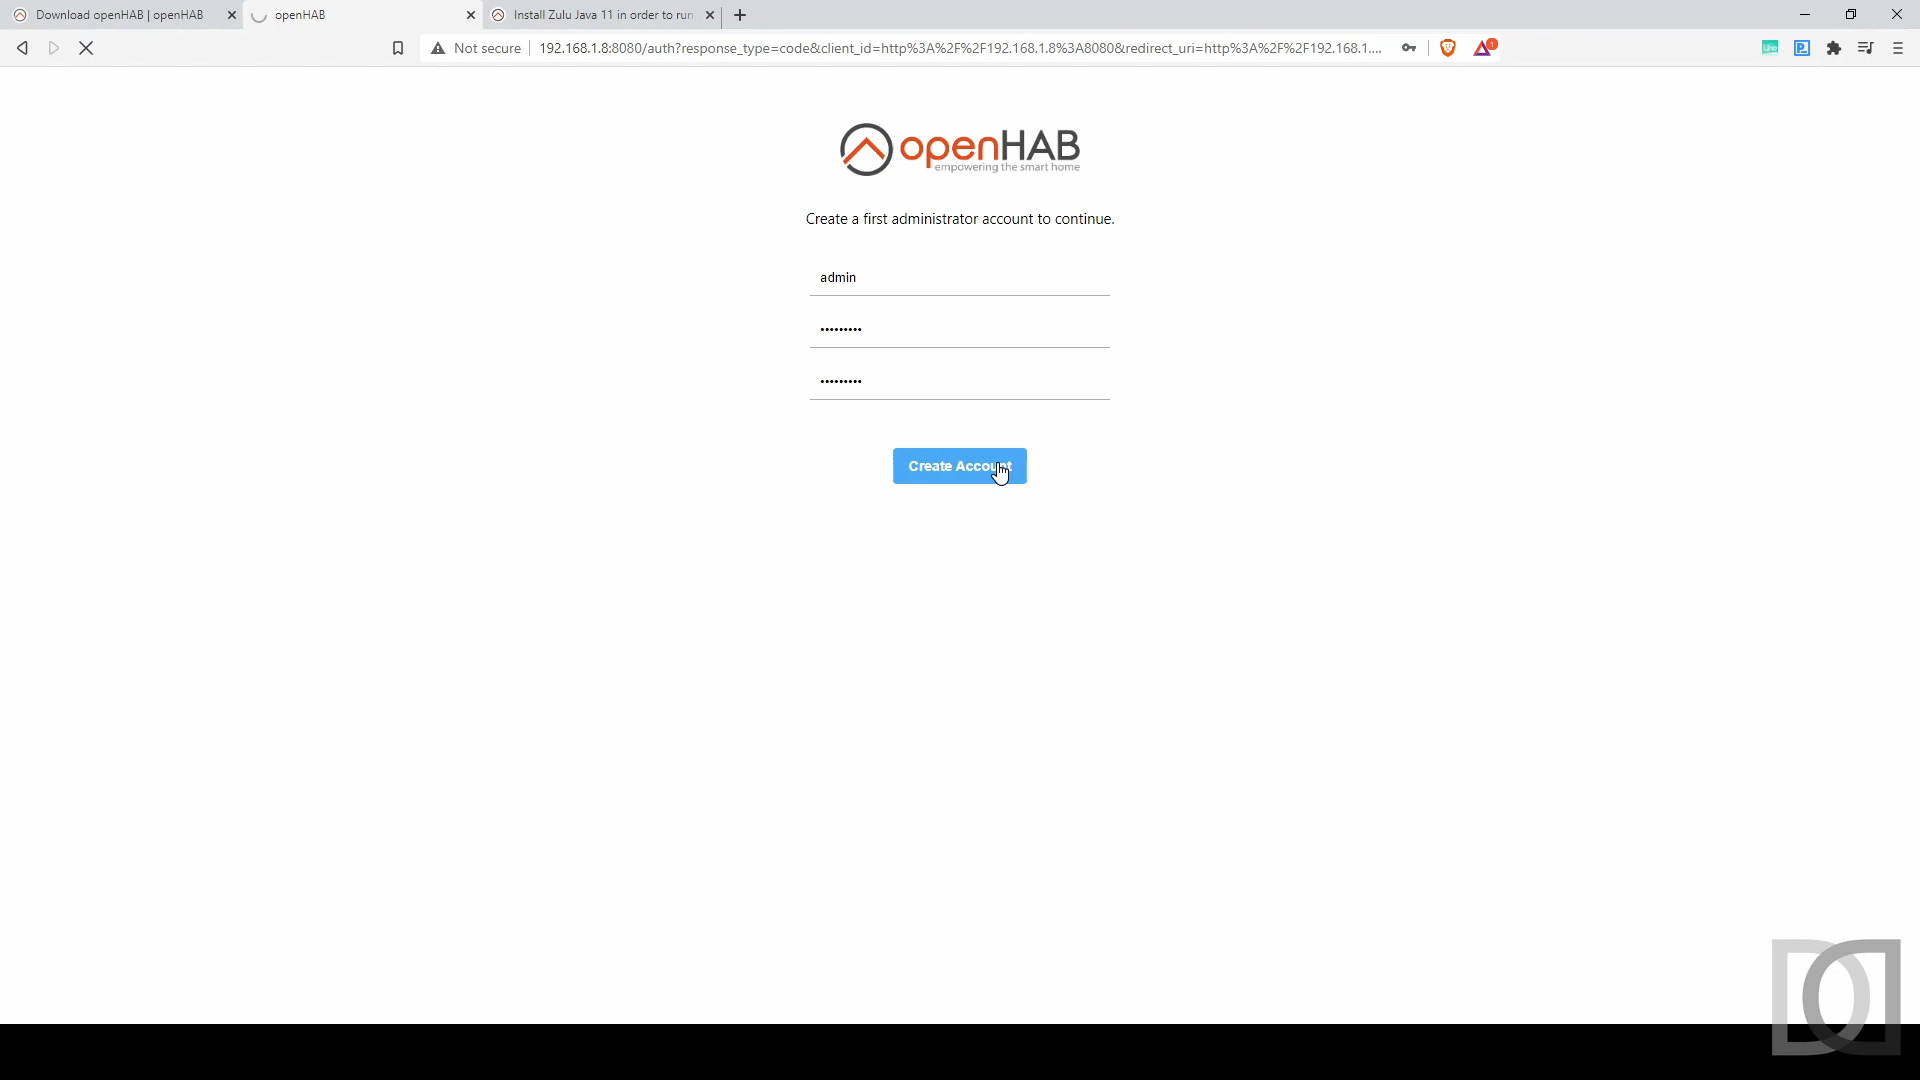 Download openHAB | openHAB
openHAB
Install Zulu Java 11 in order to run
Not secure
192.168.1.8:8080/auth?response_type=code&client_id=http%3A%2F%2F192.168.1.8%3A8080&redirect_uri=http%3A%2F%2F192.168.1....
1
Uno
P
openHAB
empowering the smart home
Create a first administrator account to continue.
admin
•••••••••
•••••••••
Create Account